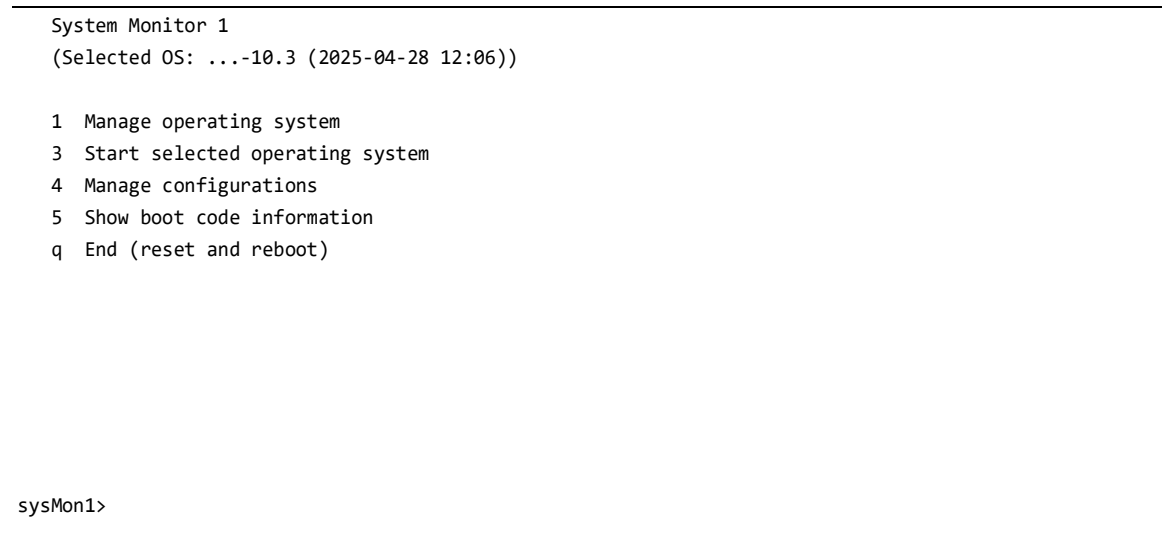 System Monitor 1
(Selected OS: ...-10.3 (2025-04-28 12:06))
1  Manage operating system
3  Start selected operating system
4  Manage configurations
5  Show boot code information
q  End (reset and reboot)
sysMon1>